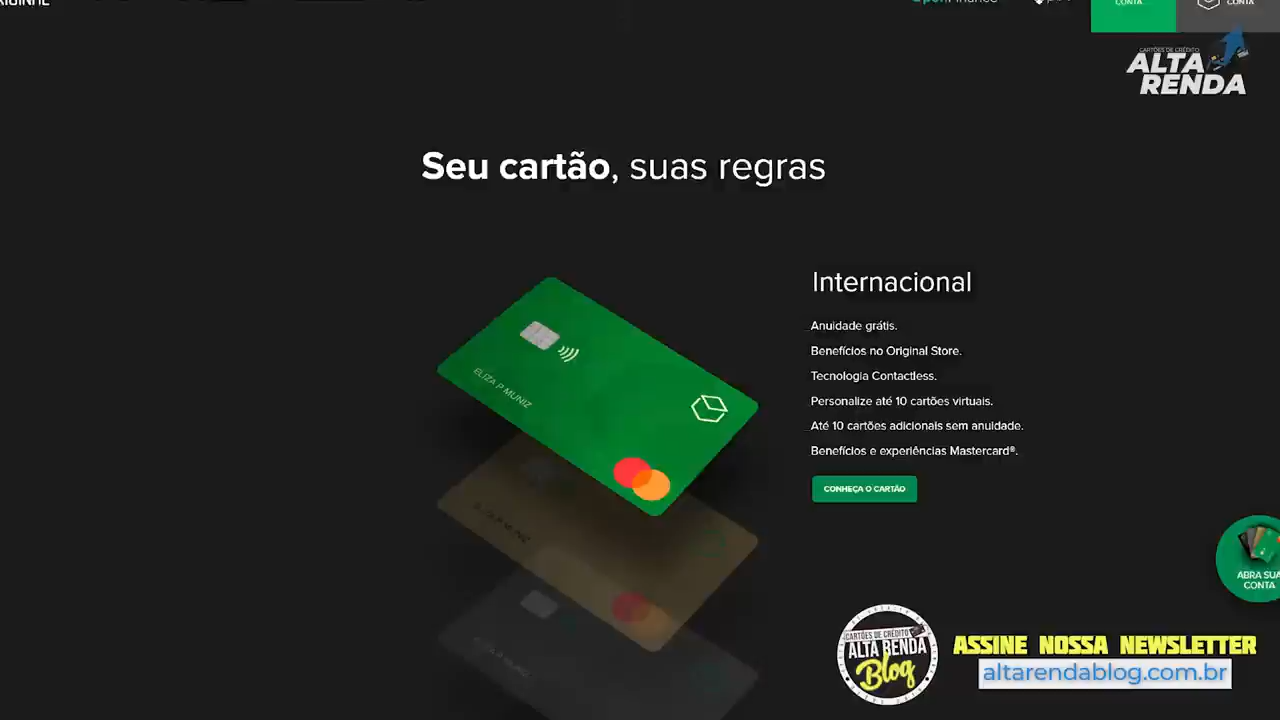 CONTA
CONTA
CARTÕES DE CRÉDITO
ALTA
RENDA
Seu cartão, suas regras
Internacional
Anuidade grátis.
Benefícios no Original Store.
Tecnologia Contactless.
Personalize até 10 cartões virtuais.
Até 10 cartões adicionais sem anuidade.
Benefícios e experiências Mastercard®.
CONHEÇA O CARTÃO
ELIZA P MUNIZ
ABRA SUA
CONTA
CARTÕES DE CRÉDITO
ALTA RENDA
Blog
ASSINE NOSSA NEWSLETTER
altarendablog.com.br